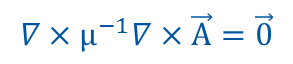 ∇ × μ⁻¹∇ × A⃗ = 0⃗